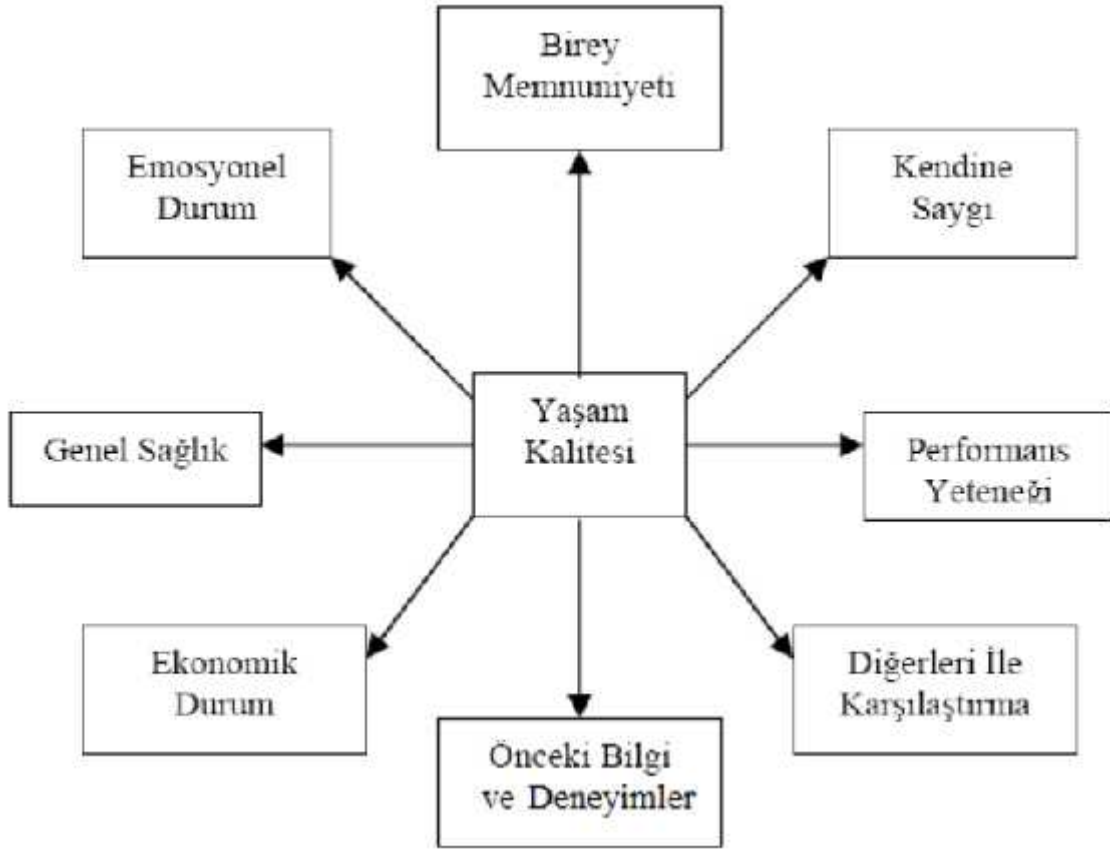 Birey
Memnuniyeti
Emosyonel
Durum
Kendine
Saygı
Genel Sağlık
Yaşam
Kalitesi
Performans
Yeteneği
Ekonomik
Durum
Diğerleri İle
Karşılaştırma
Önceki Bilgi
ve Deneyimler